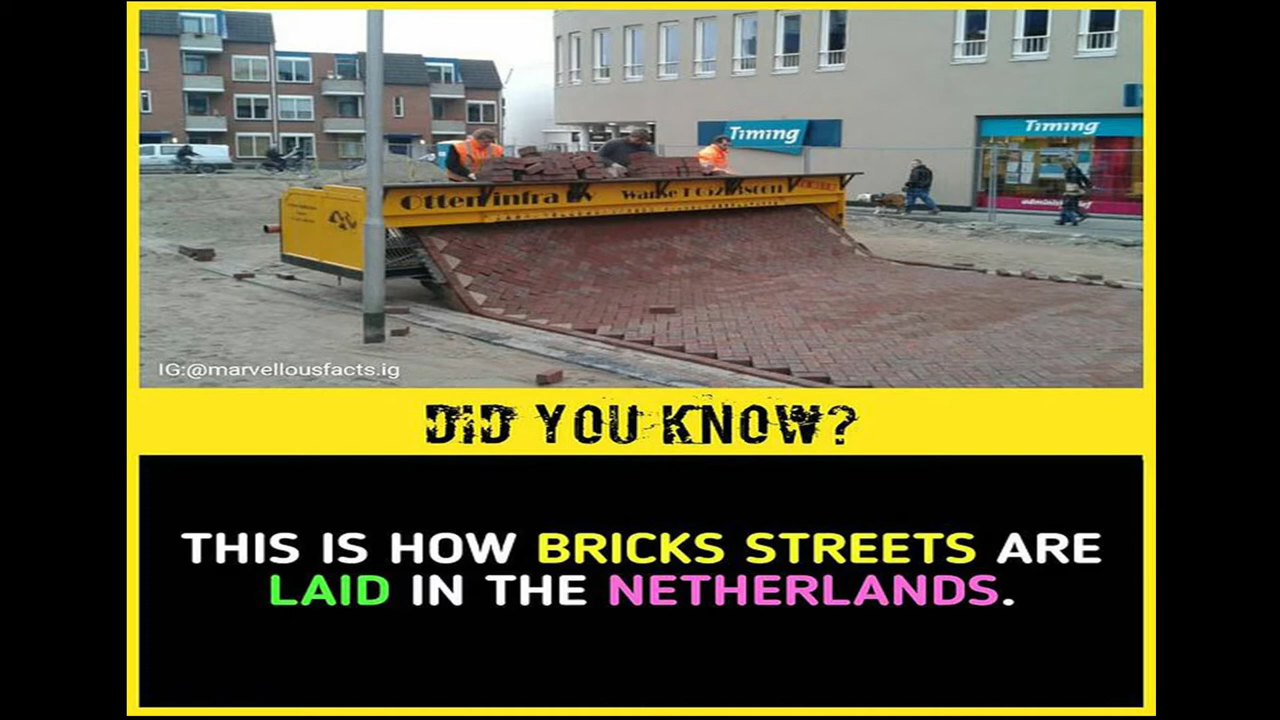 Timing
Timing
Otten infra
IG:@marvellousfacts.ig
DiD YOU KNOW?
THIS IS HOW BRICKS STREETS ARE
LAID IN THE NETHERLANDS.